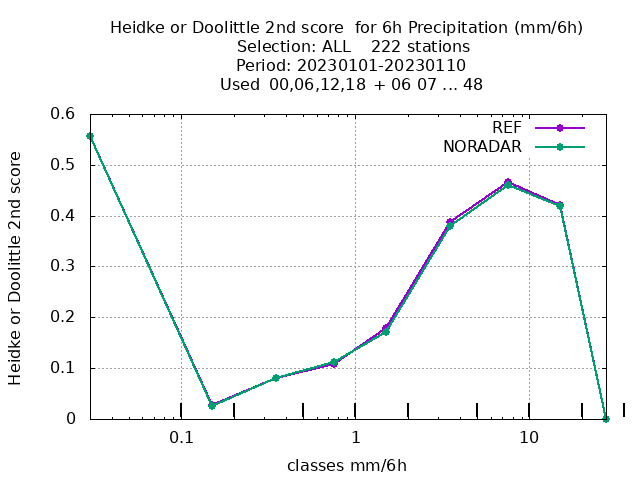 Heidke or Doolittle 2nd score  for 6h Precipitation (mm/6h)
Selection: ALL    222 stations
Period: 20230101-20230110
Used  00,06,12,18  + 06 07 ... 48
REF
NORADAR
0.6
0.5
0.4
0.3
0.2
0.1
0
Heidke or Doolittle 2nd score
0.1
1
10
classes mm/6h